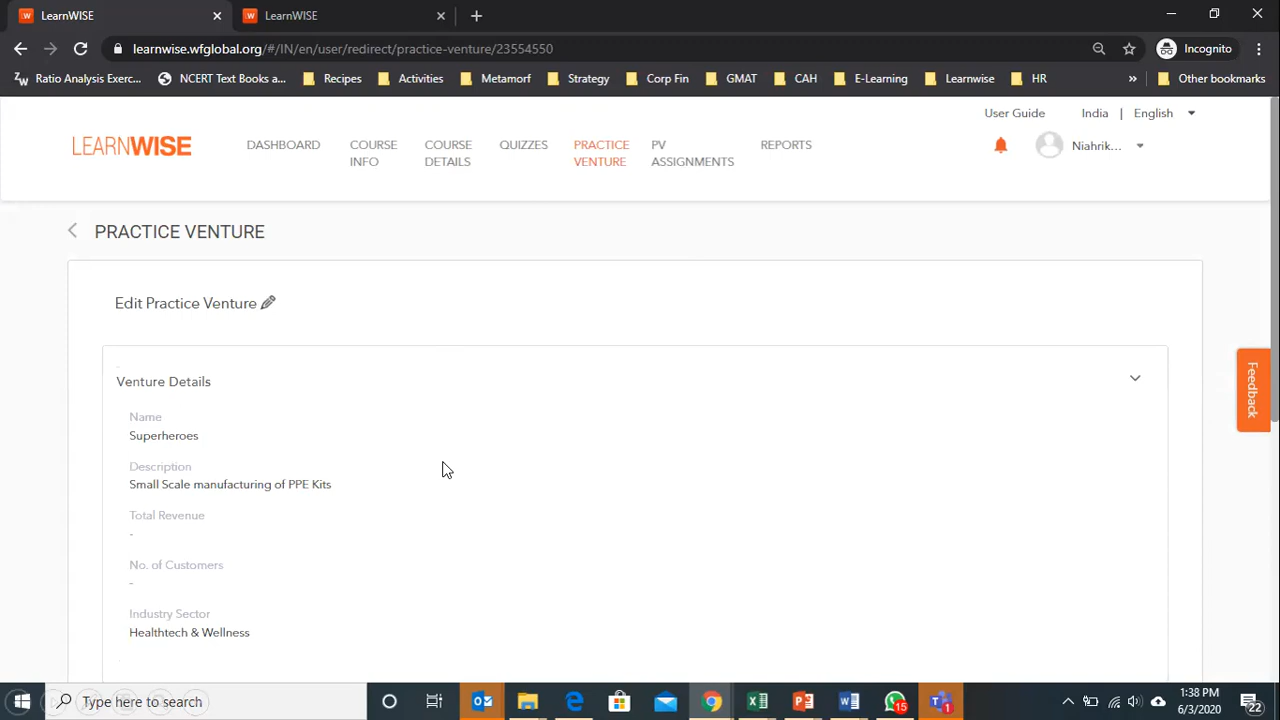 LearnWISE
LearnWISE
learnwise.wfglobal.org/#/IN/en/user/redirect/practice-venture/23554550
Incognito
Ratio Analysis Exerc...
NCERT Text Books a...
Recipes
Activities
Metamorf
Strategy
Corp Fin
GMAT
CAH
E-Learning
Learnwise
HR
»
Other bookmarks
User Guide
India | English
LEARNWISE
DASHBOARD
COURSE
INFO
COURSE
DETAILS
QUIZZES
PRACTICE
VENTURE
PV
ASSIGNMENTS
REPORTS
Niahrik...
PRACTICE VENTURE
Edit Practice Venture
Venture Details
Name
Superheroes
Description
Small Scale manufacturing of PPE Kits
Total Revenue
-
No. of Customers
-
Industry Sector
Healthtech & Wellness
Feedback
Type here to search
15
1
1:38 PM
6/3/2020
22